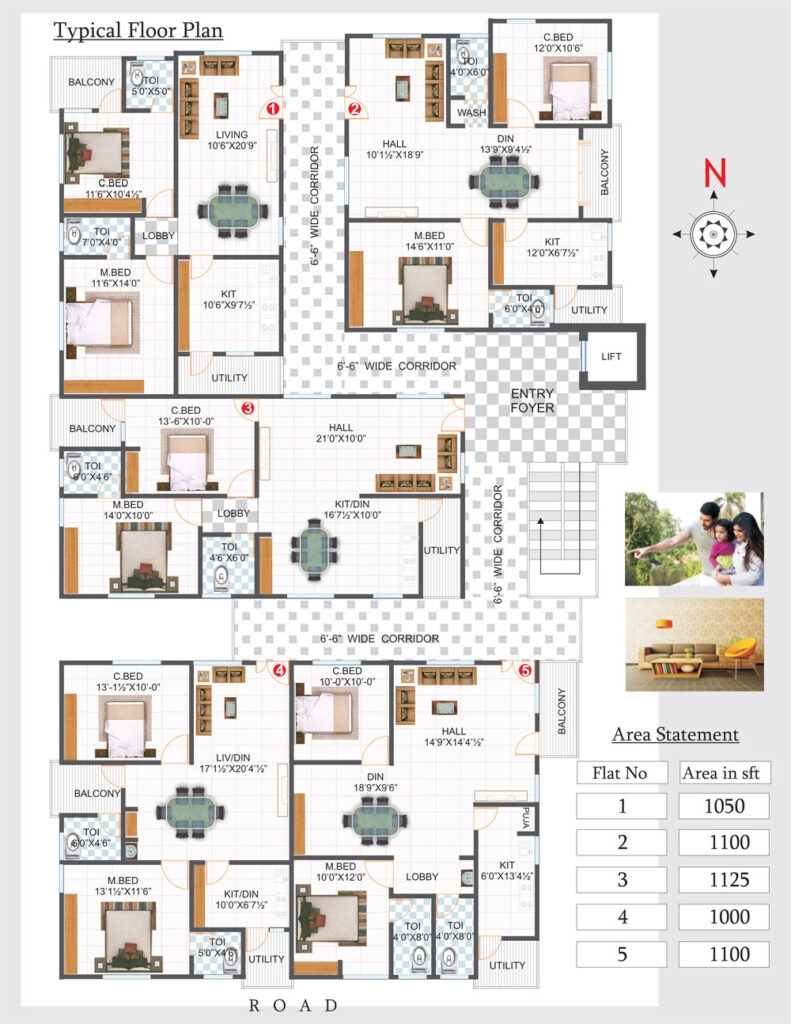 Typical Floor Plan
BALCONY
TOI
5'0"X5'0"
LIVING
10'6"X20'9"
1
C.BED
11'6"X10'4½"
TOI
7'0"X4'0"
LOBBY
M.BED
11'6"X14'0"
KIT
10'6"X9'7½"
UTILITY
6'-6" WIDE CORRIDOR
2
HALL
10'1½"X18'9"
TOI
4'0"X6'0"
WASH
C.BED
12'0"X10'6"
DIN
13'9"X9'4½"
BALCONY
M.BED
14'6"X11'0"
KIT
12'0"X6'7½"
TOI
6'0"X4'0"
UTILITY
N
6'-6" WIDE CORRIDOR
LIFT
ENTRY
FOYER
BALCONY
C.BED
13'-6"X10'-0"
3
HALL
21'0"X10'0"
TOI
6'0"X4'6"
M.BED
14'0"X10'0"
LOBBY
TOI
4'6"X6'0"
KIT/DIN
16'7½"X10'0"
UTILITY
6'-6" WIDE CORRIDOR
6'-6" WIDE CORRIDOR
C.BED
13'-1½"X10'-0"
4
LIV/DIN
17'1½"X20'4½"
BALCONY
TOI
6'0"X4'6"
M.BED
13'1½"X11'6"
KIT/DIN
10'0"X6'7½"
TOI
5'0"X4'6"
UTILITY
C.BED
10'-0"X10'-0"
5
HALL
14'9"X14'4½"
BALCONY
DIN
18'9"X9'6"
PUJA
M.BED
10'0"X12'0"
LOBBY
KIT
6'0"X13'4½"
TOI
4'0"X8'0"
TOI
4'0"X8'0"
UTILITY
ROAD
Area Statement
Flat No Area in sft
1 1050
2 1100
3 1125
4 1000
5 1100